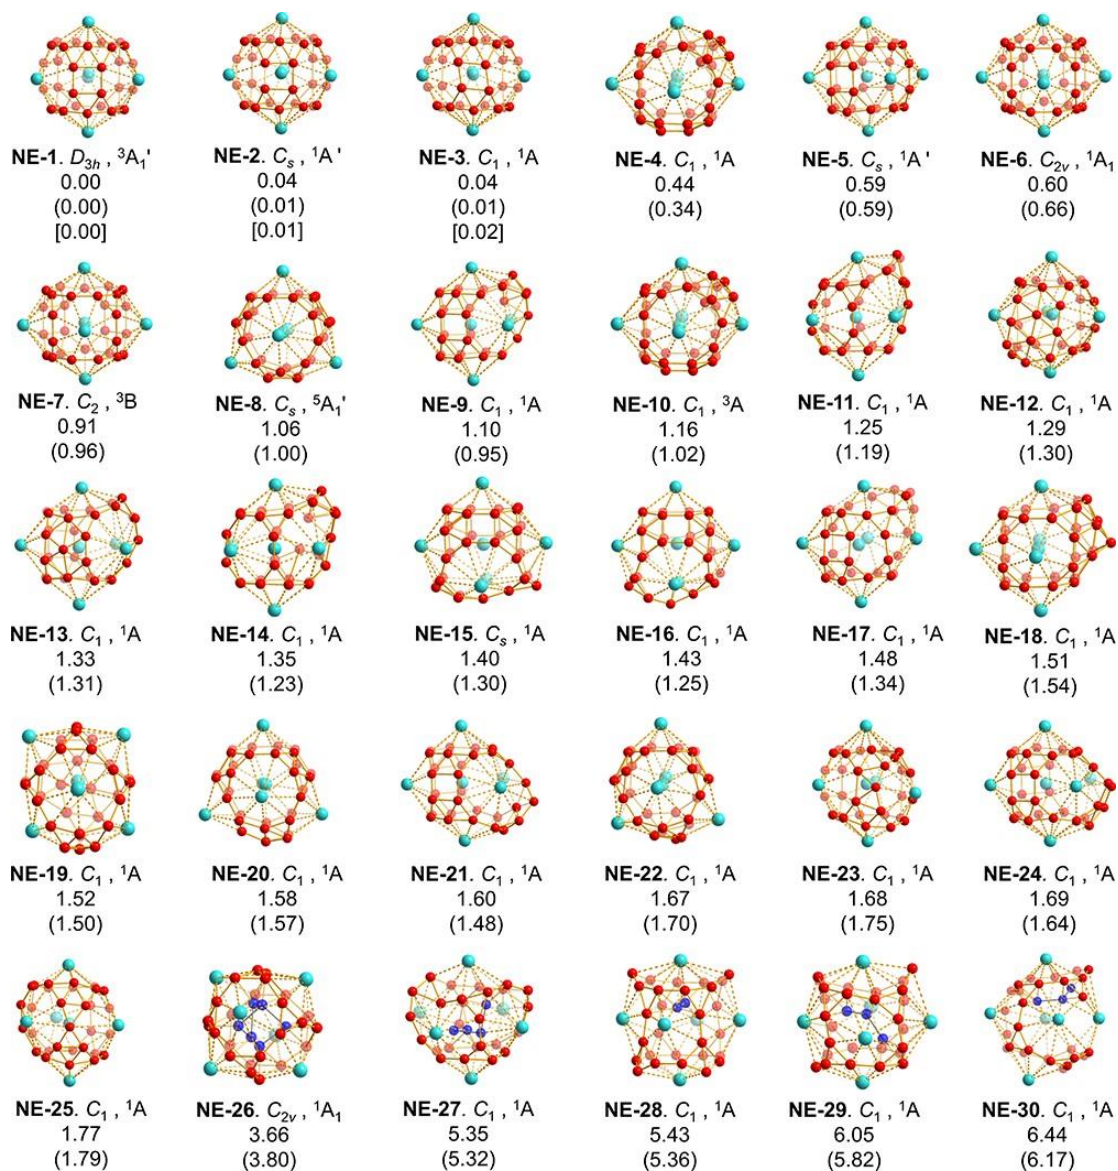 NE-1. D3h , ³A₁' NE-2. Cs , ¹A ' NE-3. C₁ , ¹A NE-4. C₁ , ¹A NE-5. Cs , ¹A ' NE-6. C2v , ¹A₁
0.00 0.04 0.04 0.44 0.59 0.60
(0.00) (0.01) (0.01) (0.34) (0.59) (0.66)
[0.00] [0.01] [0.02]
NE-7. C₂ , ³B NE-8. Cs , ⁵A₁' NE-9. C₁ , ¹A NE-10. C₁ , ³A NE-11. C₁ , ¹A NE-12. C₁ , ¹A
0.91 1.06 1.10 1.16 1.25 1.29
(0.96) (1.00) (0.95) (1.02) (1.19) (1.30)
NE-13. C₁ , ¹A NE-14. C₁ , ¹A NE-15. Cs , ¹A NE-16. C₁ , ¹A NE-17. C₁ , ¹A NE-18. C₁ , ¹A
1.33 1.35 1.40 1.43 1.48 1.51
(1.31) (1.23) (1.30) (1.25) (1.34) (1.54)
NE-19. C₁ , ¹A NE-20. C₁ , ¹A NE-21. C₁ , ¹A NE-22. C₁ , ¹A NE-23. C₁ , ¹A NE-24. C₁ , ¹A
1.52 1.58 1.60 1.67 1.68 1.69
(1.50) (1.57) (1.48) (1.70) (1.75) (1.64)
NE-25. C₁ , ¹A NE-26. C2v , ¹A₁ NE-27. C₁ , ¹A NE-28. C₁ , ¹A NE-29. C₁ , ¹A NE-30. C₁ , ¹A
1.77 3.66 5.35 5.43 6.05 6.44
(1.79) (3.80) (5.32) (5.36) (5.82) (6.17)